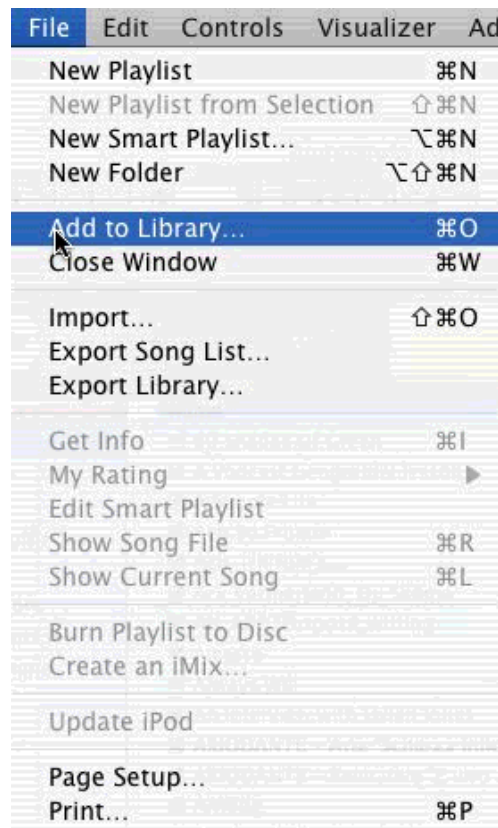 File Edit Controls Visualizer Ad
New Playlist ⌘N
New Playlist from Selection ⇧⌘N
New Smart Playlist... ⌥⌘N
New Folder ⌥⇧⌘N
Add to Library... ⌘O
Close Window ⌘W
Import... ⇧⌘O
Export Song List...
Export Library...
Get Info ⌘I
My Rating ▶
Edit Smart Playlist
Show Song File ⌘R
Show Current Song ⌘L
Burn Playlist to Disc
Create an iMix...
Update iPod
Page Setup...
Print... ⌘P